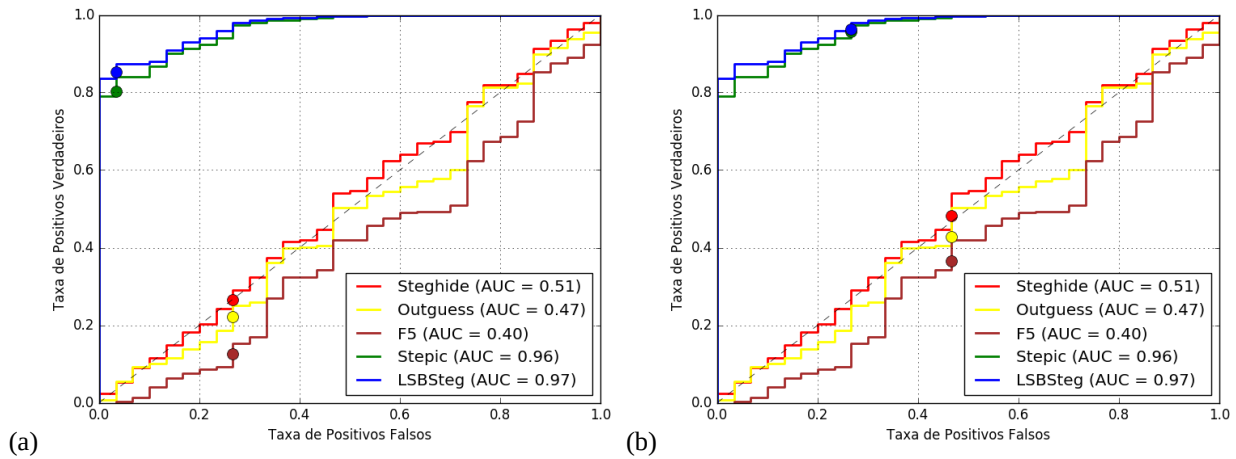 1.0
0.8
0.6
0.4
0.2
0.0
Taxa de Positivos Verdadeiros
Steghide (AUC = 0.51)
Outguess (AUC = 0.47)
F5 (AUC = 0.40)
Stepic (AUC = 0.96)
LSBSteg (AUC = 0.97)
0.0 0.2 0.4 0.6 0.8 1.0
Taxa de Positivos Falsos
(a)
1.0
0.8
0.6
0.4
0.2
0.0
Taxa de Positivos Verdadeiros
Steghide (AUC = 0.51)
Outguess (AUC = 0.47)
F5 (AUC = 0.40)
Stepic (AUC = 0.96)
LSBSteg (AUC = 0.97)
0.0 0.2 0.4 0.6 0.8 1.0
Taxa de Positivos Falsos
(b)